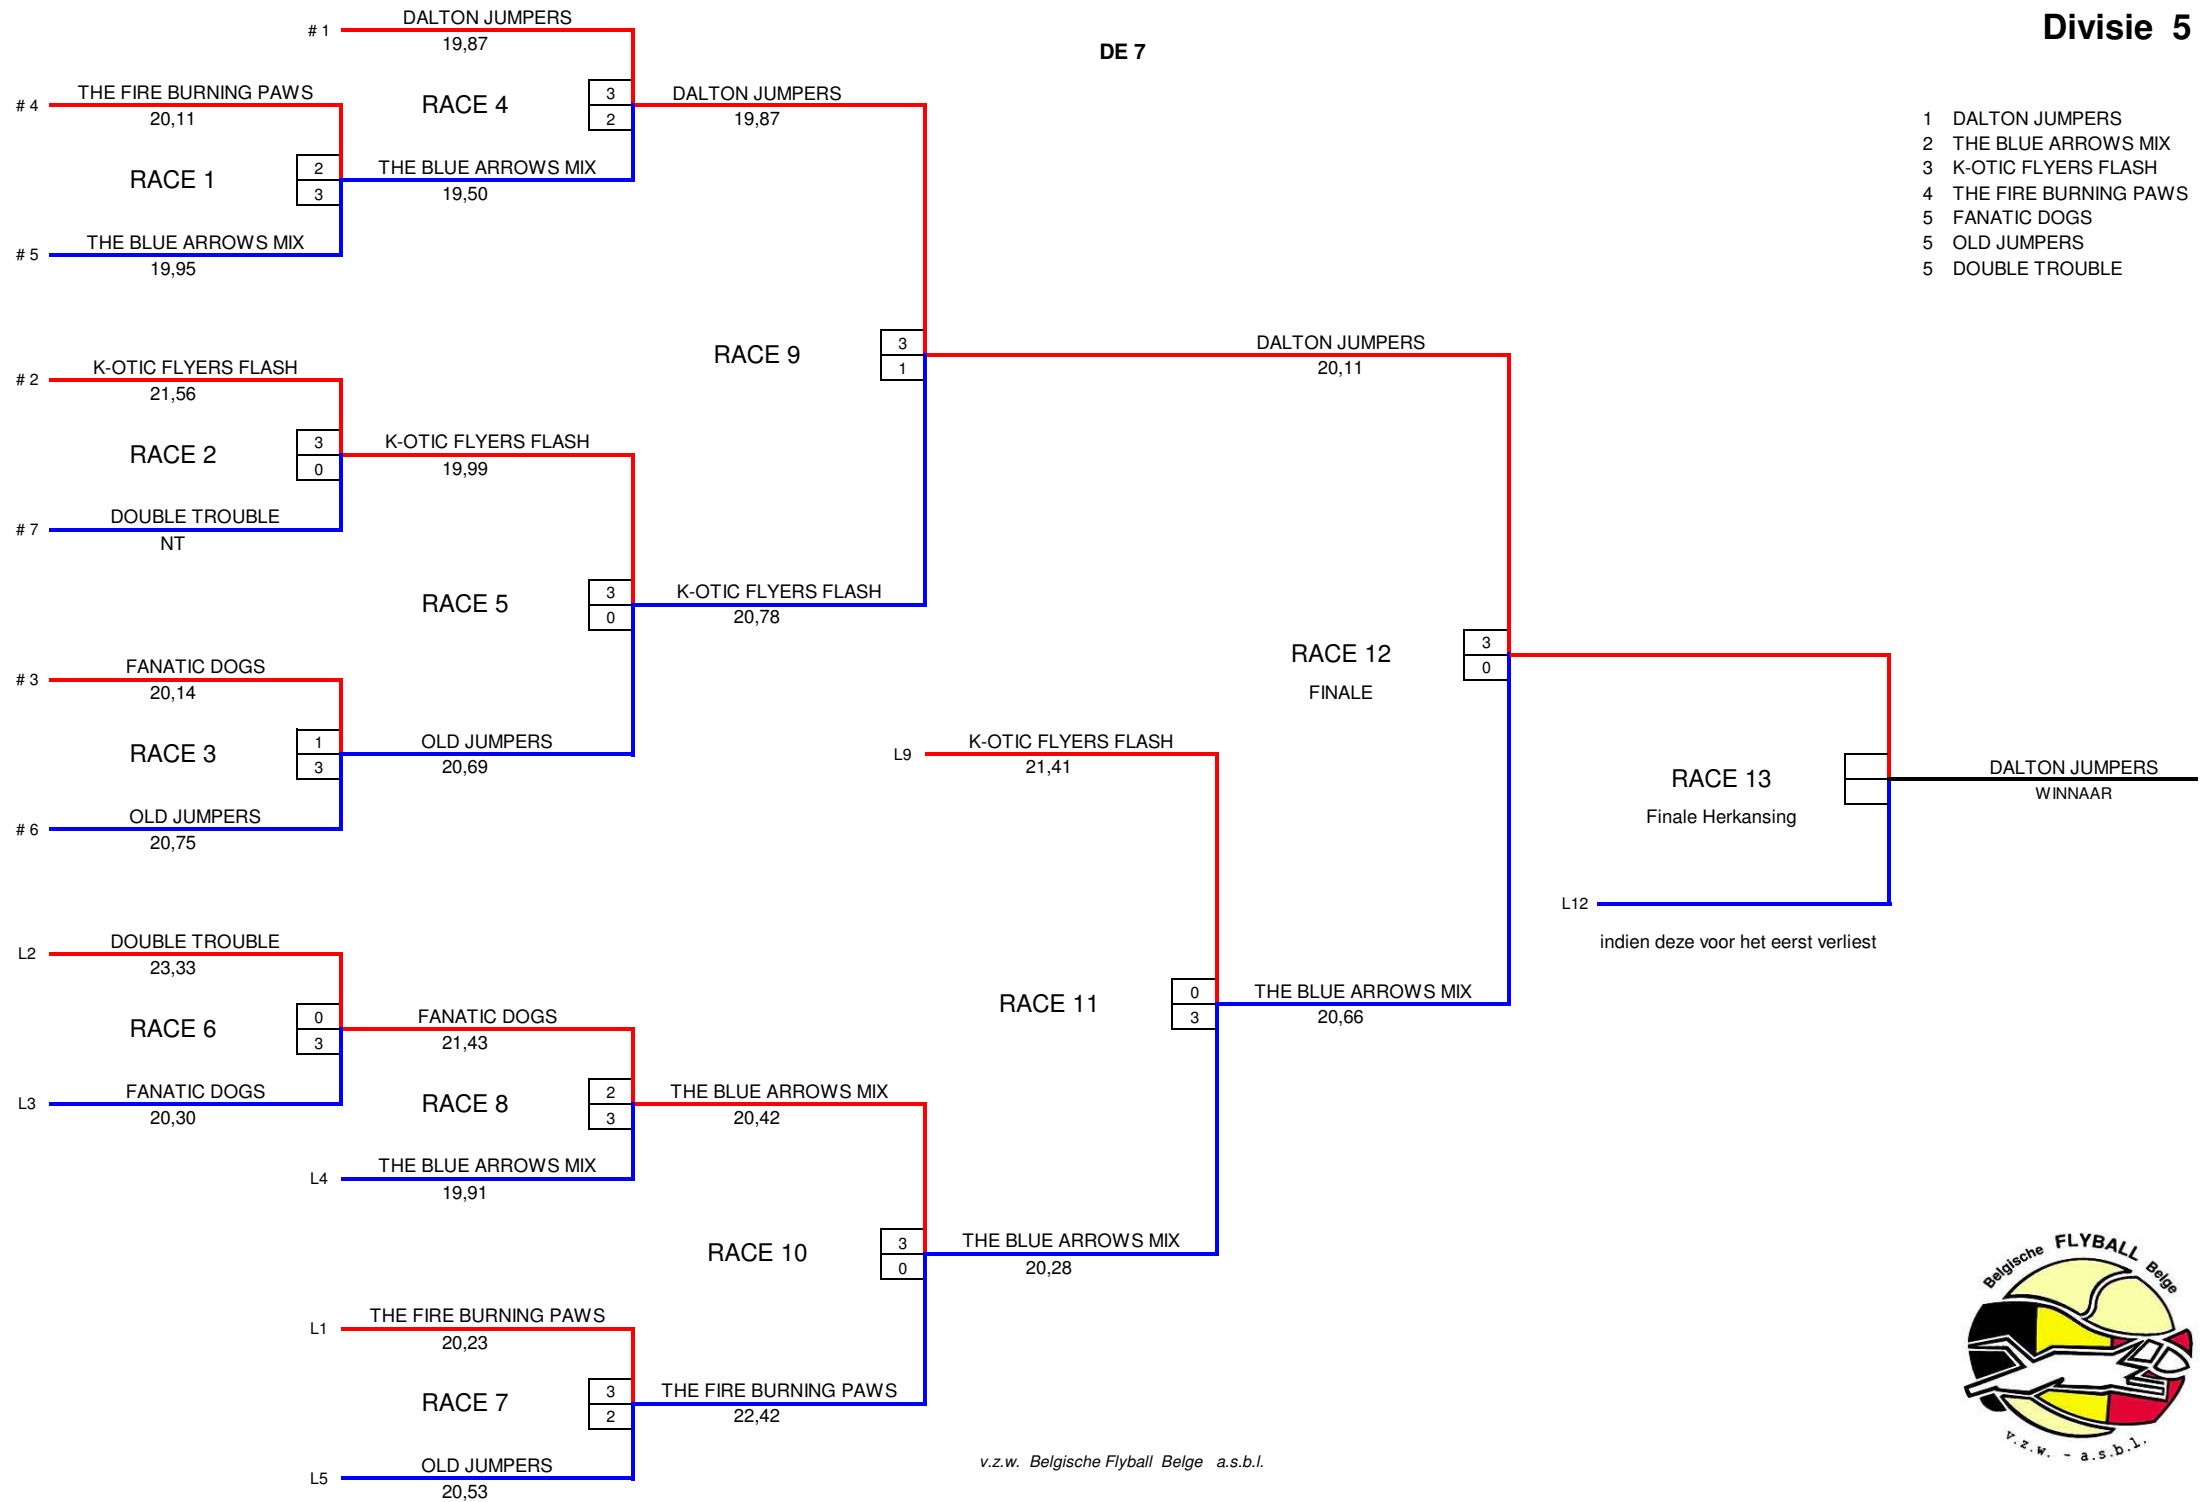 Divisie 5
DE 7
1 DALTON JUMPERS
2 THE BLUE ARROWS MIX
3 K-OTIC FLYERS FLASH
4 THE FIRE BURNING PAWS
5 FANATIC DOGS
5 OLD JUMPERS
5 DOUBLE TROUBLE
# 1 DALTON JUMPERS
19,87
# 4 THE FIRE BURNING PAWS
20,11
RACE 1
2
3
# 5 THE BLUE ARROWS MIX
19,95
RACE 4
3
2
THE BLUE ARROWS MIX
19,50
DALTON JUMPERS
19,87
# 2 K-OTIC FLYERS FLASH
21,56
RACE 2
3
0
# 7 DOUBLE TROUBLE
NT
K-OTIC FLYERS FLASH
19,99
RACE 5
3
0
# 3 FANATIC DOGS
20,14
RACE 3
1
3
# 6 OLD JUMPERS
20,75
OLD JUMPERS
20,69
K-OTIC FLYERS FLASH
20,78
RACE 9
3
1
DALTON JUMPERS
20,11
RACE 12
FINALE
3
0
L9 K-OTIC FLYERS FLASH
21,41
RACE 11
0
3
THE BLUE ARROWS MIX
20,66
RACE 13
Finale Herkansing
DALTON JUMPERS
WINNAAR
L12
indien deze voor het eerst verliest
L2 DOUBLE TROUBLE
23,33
RACE 6
0
3
L3 FANATIC DOGS
20,30
FANATIC DOGS
21,43
RACE 8
2
3
L4 THE BLUE ARROWS MIX
19,91
THE BLUE ARROWS MIX
20,42
RACE 10
3
0
THE BLUE ARROWS MIX
20,28
L1 THE FIRE BURNING PAWS
20,23
RACE 7
3
2
L5 OLD JUMPERS
20,53
THE FIRE BURNING PAWS
22,42
v.z.w. Belgische Flyball Belge a.s.b.l.
Belgische FLYBALL Belge
v.z.w. - a.s.b.l.